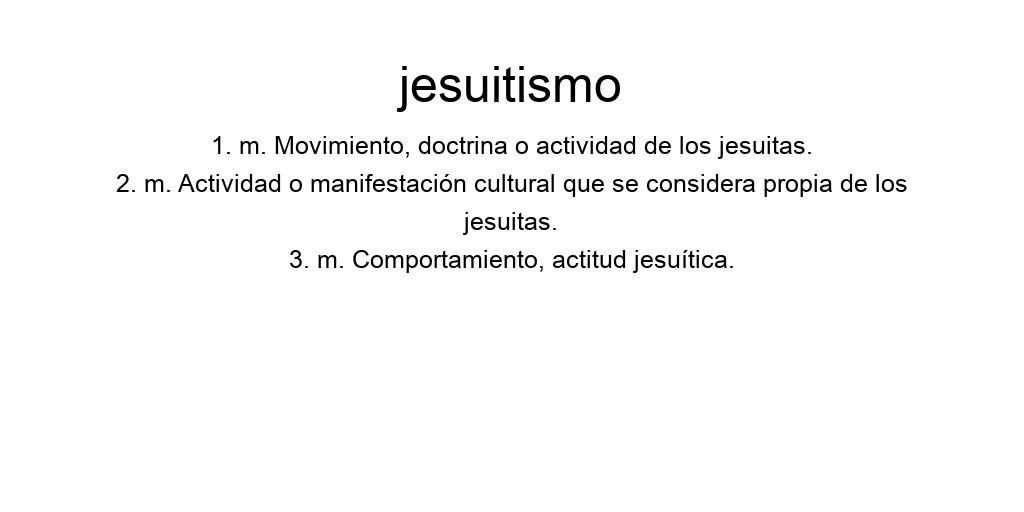 jesuitismo
1. m. Movimiento, doctrina o actividad de los jesuitas.
2. m. Actividad o manifestación cultural que se considera propia de los
jesuitas.
3. m. Comportamiento, actitud jesuítica.